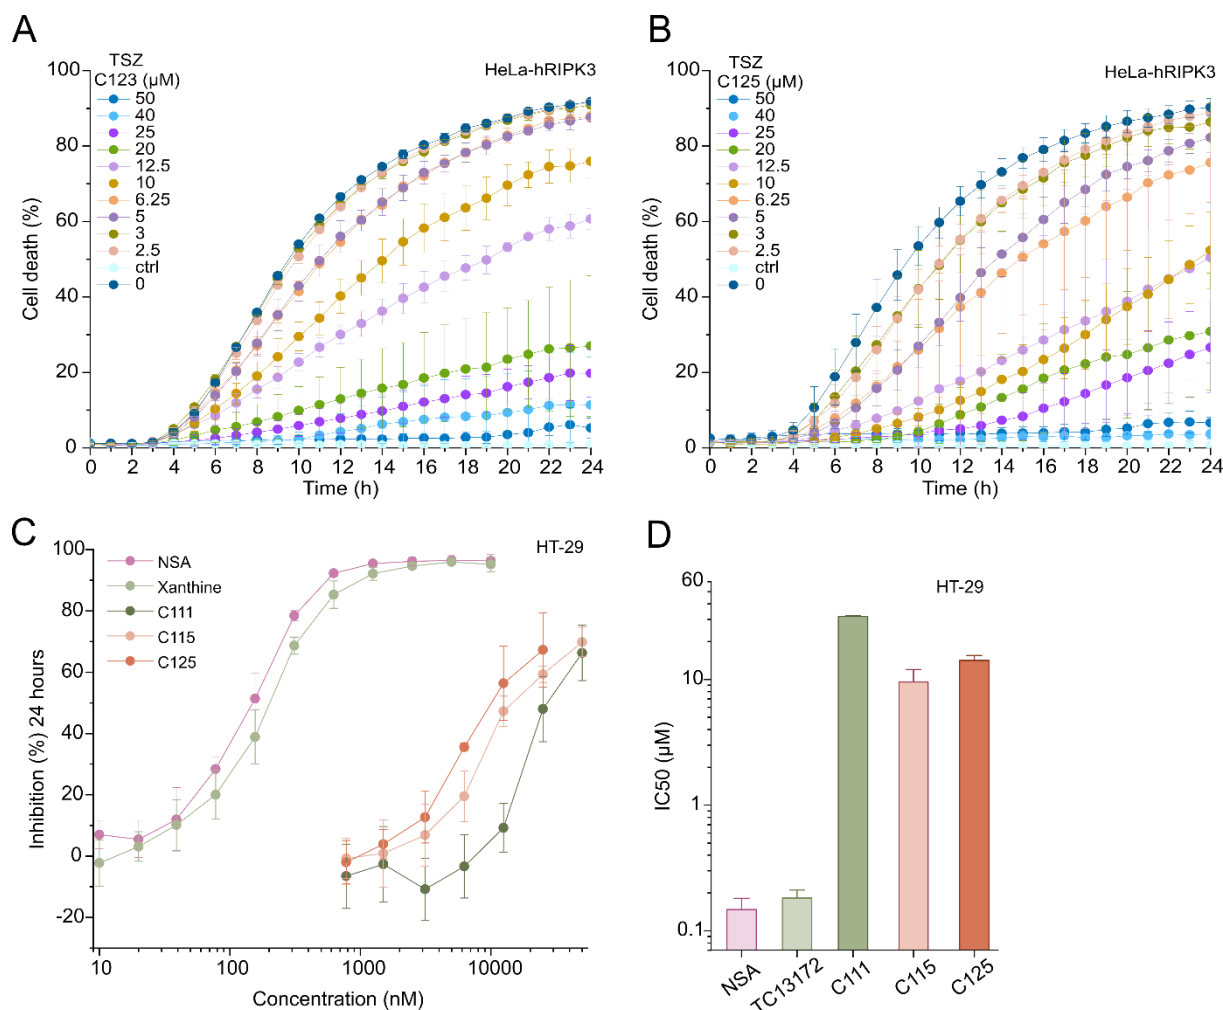 A
TSZ
C123 (µM)
HeLa-hRIPK3
50
40
25
20
12.5
10
6.25
5
3
2.5
ctrl
0
Cell death (%)
100
80
60
40
20
0
0 2 4 6 8 10 12 14 16 18 20 22 24
Time (h)
B
TSZ
C125 (µM)
HeLa-hRIPK3
50
40
25
20
12.5
10
6.25
5
3
2.5
ctrl
0
Cell death (%)
100
80
60
40
20
0
0 2 4 6 8 10 12 14 16 18 20 22 24
Time (h)
C
HT-29
NSA
Xanthine
C111
C115
C125
Inhibition (%) 24 hours
100
80
60
40
20
0
-20
10 100 1000 10000
Concentration (nM)
D
HT-29
IC50 (µM)
60
10
1
0.1
NSA
TC13172
C111
C115
C125